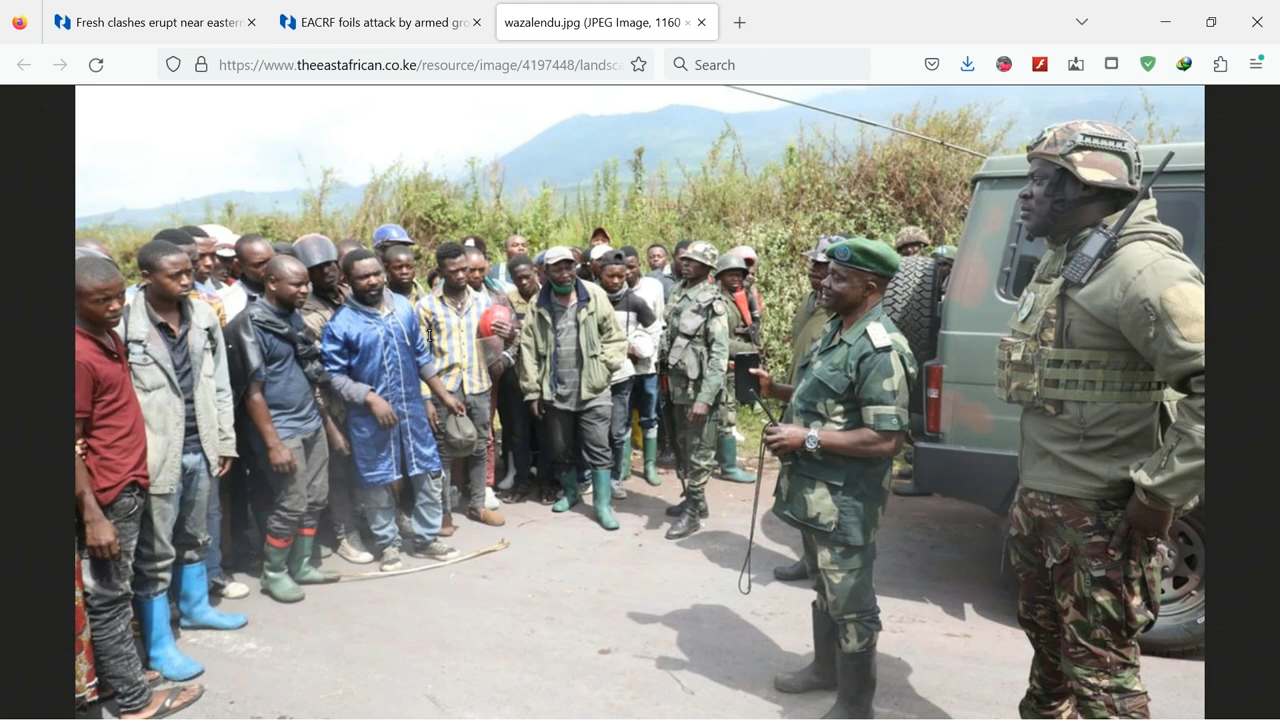 Fresh clashes erupt near eastern
EACRF foils attack by armed gro
wazalendu.jpg (JPEG Image, 1160
https://www.theeastafrican.co.ke/resource/image/4197448/landsca
Search